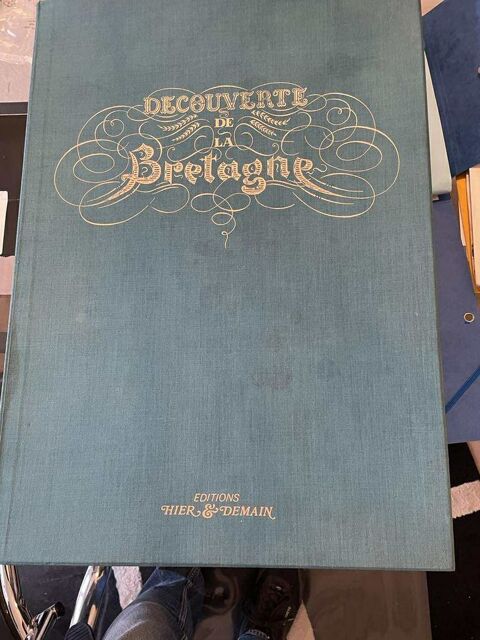 DECOUVERTE
DE
LA
Bretagne
EDITIONS
HIER & DEMAIN